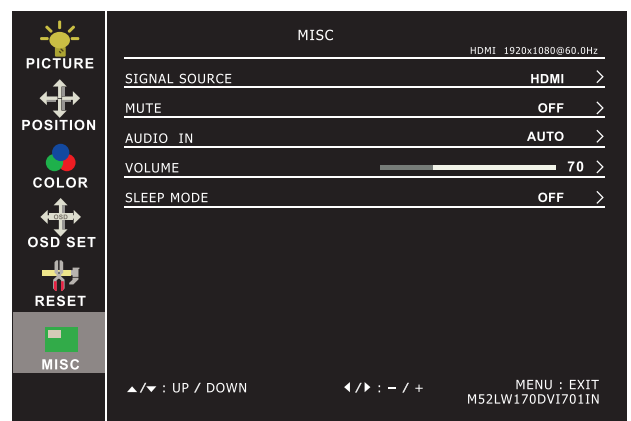 MISC
HDMI 1920x1080@60.0Hz
PICTURE
POSITION
COLOR
OSD
OSD SET
RESET
MISC
SIGNAL SOURCE HDMI >
MUTE OFF >
AUDIO IN AUTO >
VOLUME 70 >
SLEEP MODE OFF >
▲/▼ : UP / DOWN ◀/▶ : – / + MENU : EXIT
M52LW170DVI701IN